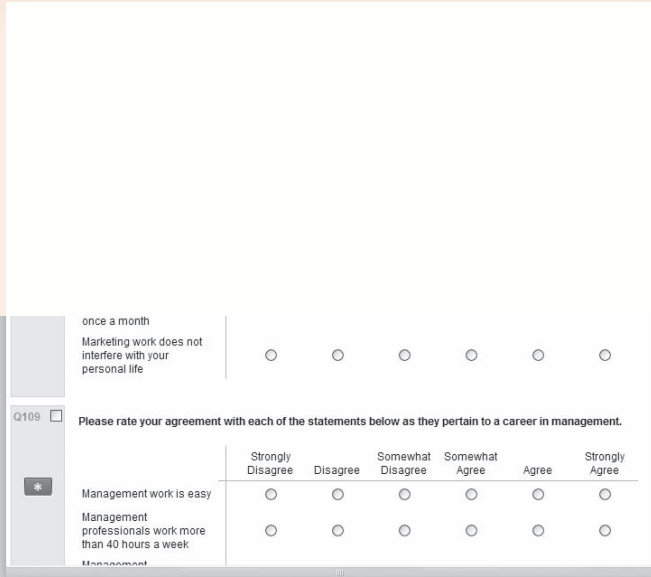 once a month
Marketing work does not
interfere with your
personal life
Q109
Please rate your agreement with each of the statements below as they pertain to a career in management.
Strongly Disagree Disagree Somewhat Disagree Somewhat Agree Agree Strongly Agree
Management work is easy
Management
professionals work more
than 40 hours a week
Management